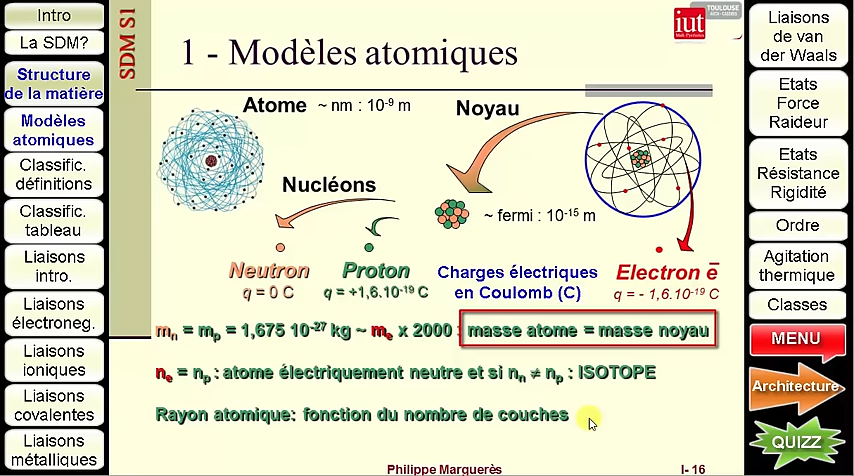 Intro
La SDM?
Structure
de la matière
Modèles
atomiques
Classific.
définitions
Classific.
tableau
Liaisons
intro.
Liaisons
électroneg.
Liaisons
ioniques
Liaisons
covalentes
Liaisons
métalliques
SDM S1
1 - Modèles atomiques
iut
TOULOUSE
Atome ~ nm : 10⁻⁹ m
Noyau
Nucléons
~ fermi : 10⁻¹⁵ m
Neutron
q = 0 C
Proton
q = +1,6.10⁻¹⁹ C
Charges électriques
en Coulomb (C)
Electron e̅
q = - 1,6.10⁻¹⁹ C
mₙ = mₚ = 1,675 10⁻²⁷ kg ~ mₑ x 2000 : masse atome = masse noyau
nₑ = nₚ : atome électriquement neutre et si nₙ ≠ nₚ : ISOTOPE
Rayon atomique: fonction du nombre de couches
Philippe Marguerès
I- 16
Liaisons
de van
der Waals
Etats
Force
Raideur
Etats
Résistance
Rigidité
Ordre
Agitation
thermique
Classes
MENU
Architecture
QUIZZ